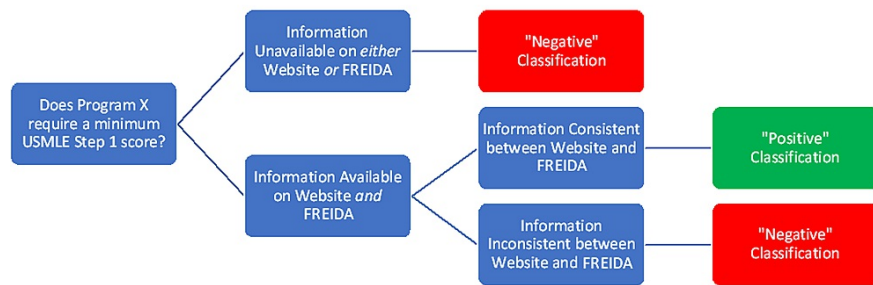 Does Program X
require a minimum
USMLE Step 1 score?
Information
Unavailable on either
Website or FREIDA
"Negative"
Classification
Information Available
on Website and
FREIDA
Information Consistent
between Website and
FREIDA
"Positive"
Classification
Information
Inconsistent between
Website and FREIDA
"Negative"
Classification